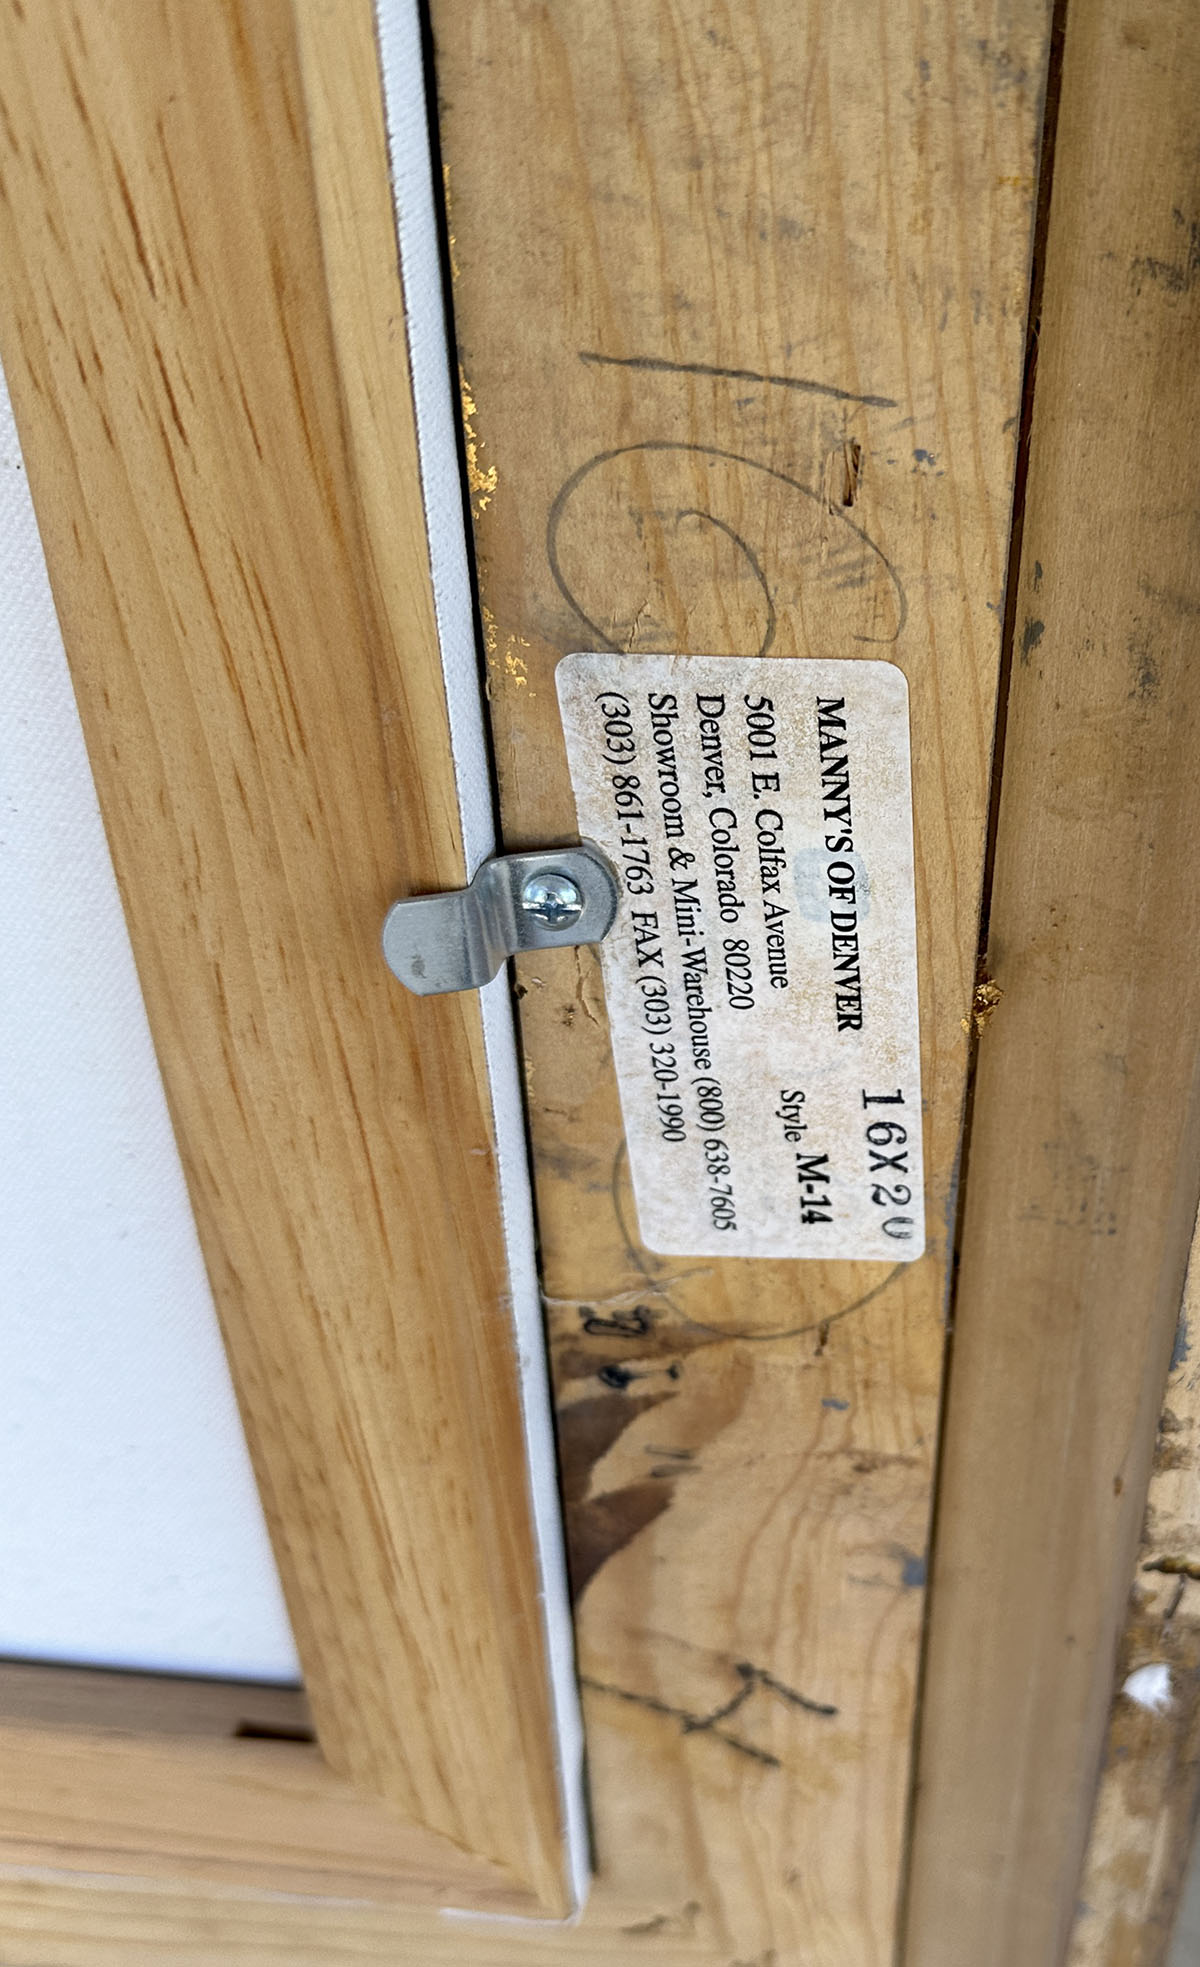 16X20
MANNY'S OF DENVER
Style M-14
5001 E. Colfax Avenue
Denver, Colorado 80220
Showroom & Mini-Warehouse (800) 638-7605
(303) 861-1763 FAX (303) 320-1990
16